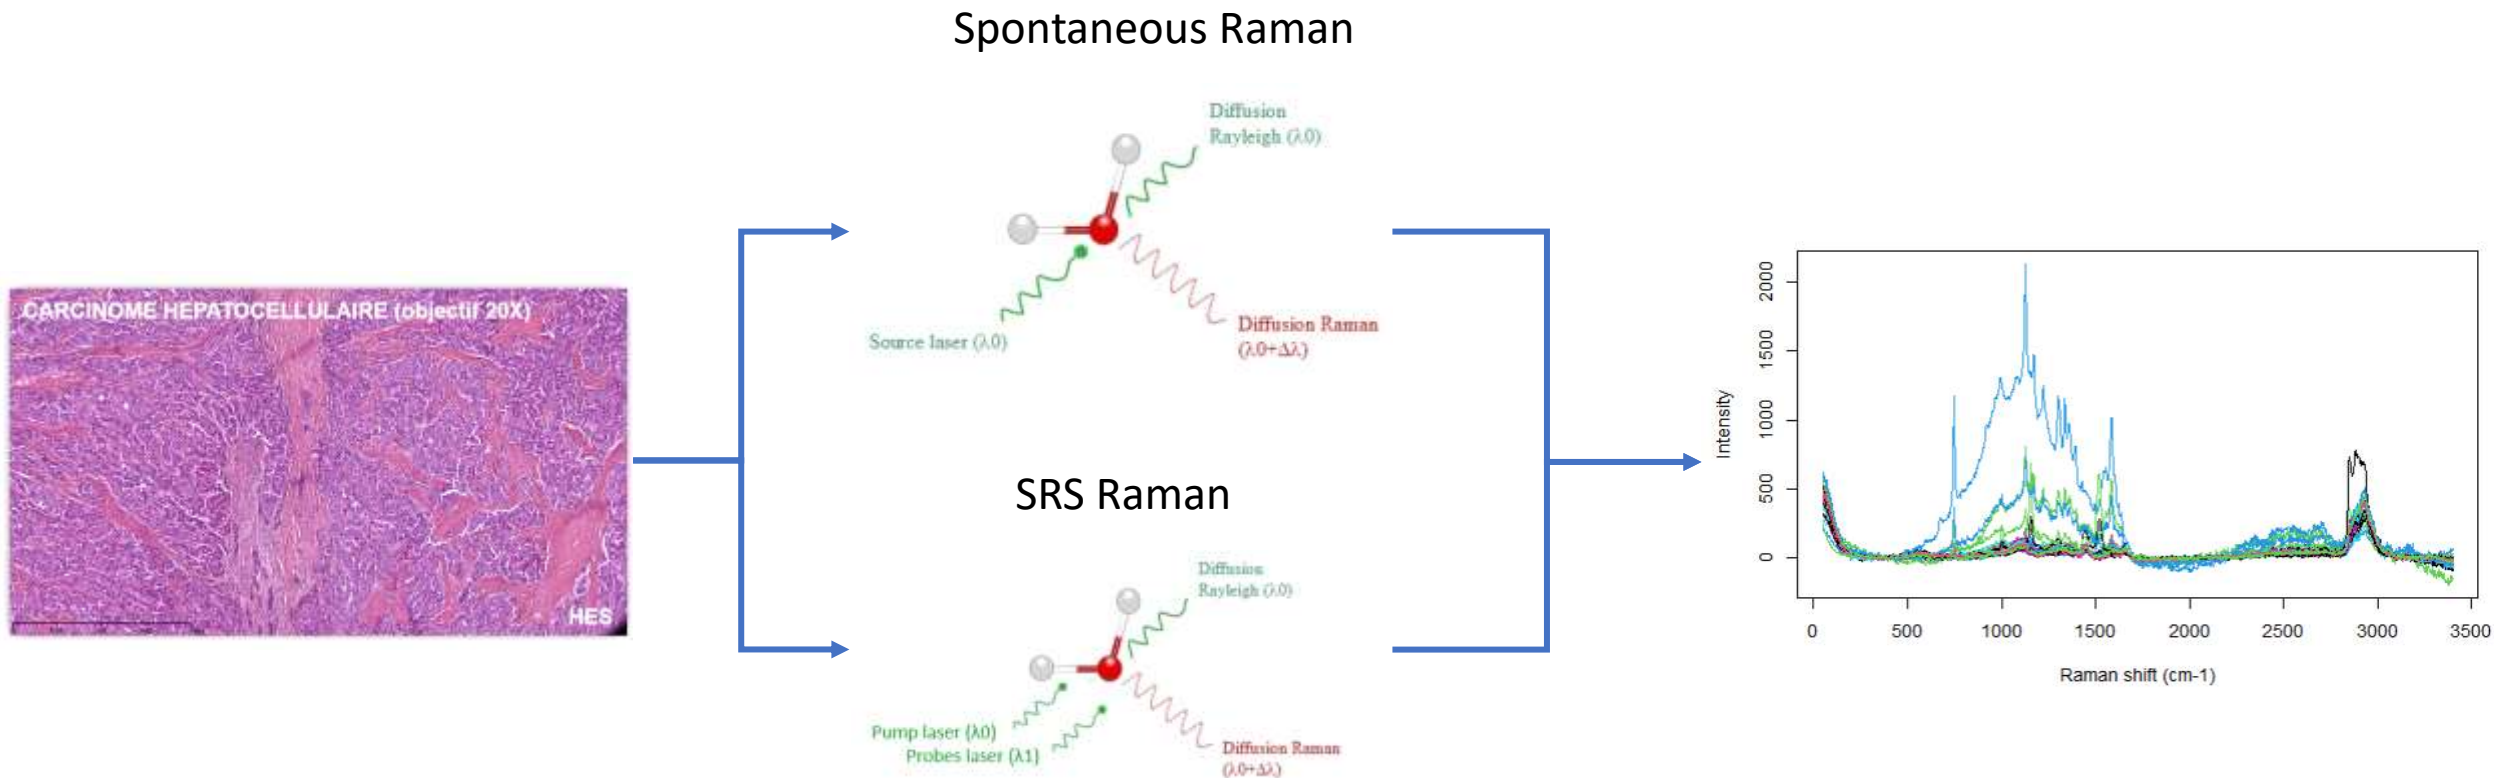 Spontaneous Raman
Diffusion
Rayleigh (λ0)
Source laser (λ0)
Diffusion Raman
(λ0+Δλ)
CARCINOME HEPATOCELLULAIRE (objectif 20X)
HES
SRS Raman
Diffusion
Rayleigh (λ0)
Pump laser (λ0)
Probes laser (λ1)
Diffusion Raman
(λ0+Δλ)
Intensity
2000
1500
1000
500
0
0 500 1000 1500 2000 2500 3000 3500
Raman shift (cm-1)